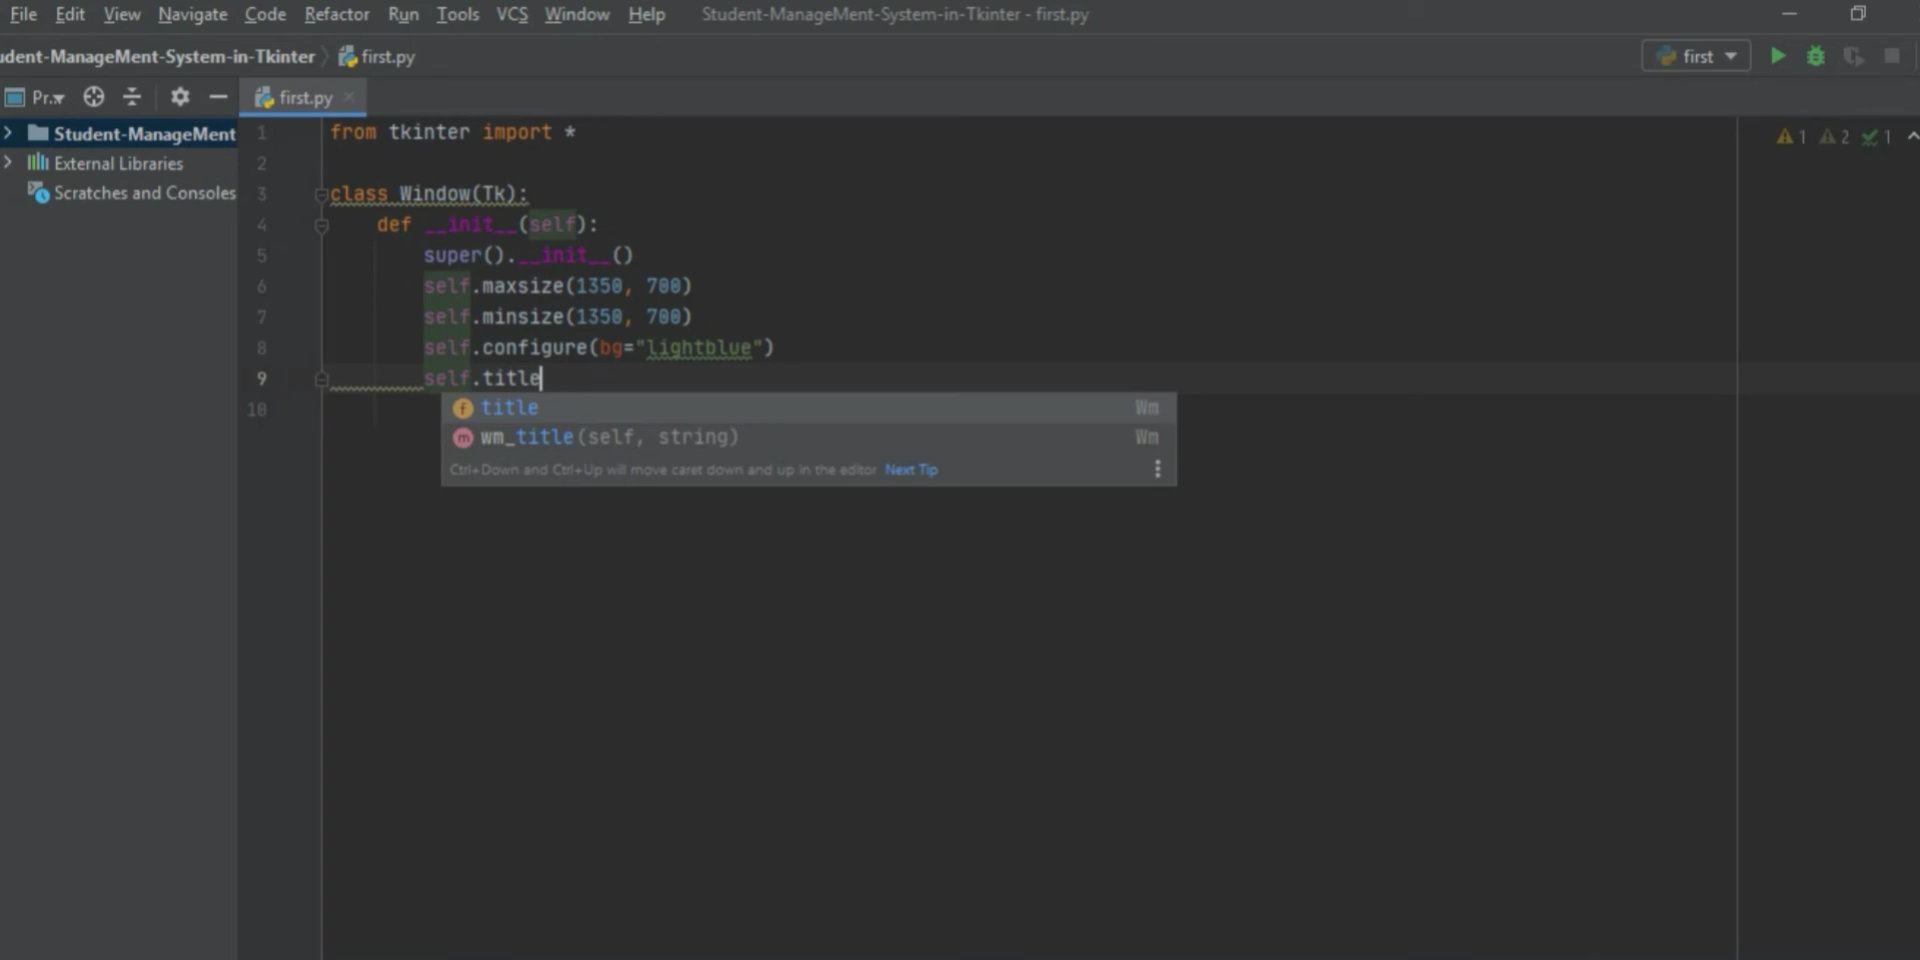 File Edit View Navigate Code Refactor Run Tools VCS Window Help Student-ManageMent-System-in-Tkinter - first.py
udent-ManageMent-System-in-Tkinter first.py first
Pr... first.py
Student-ManageMent
External Libraries
Scratches and Consoles
1 from tkinter import *
2
3 class Window(Tk):
4 def __init__(self):
5 super().__init__()
6 self.maxsize(1350, 700)
7 self.minsize(1350, 700)
8 self.configure(bg="lightblue")
9 self.title
10
1 2 1
f title Wm
m wm_title(self, string) Wm
Ctrl+Down and Ctrl+Up will move caret down and up in the editor Next Tip